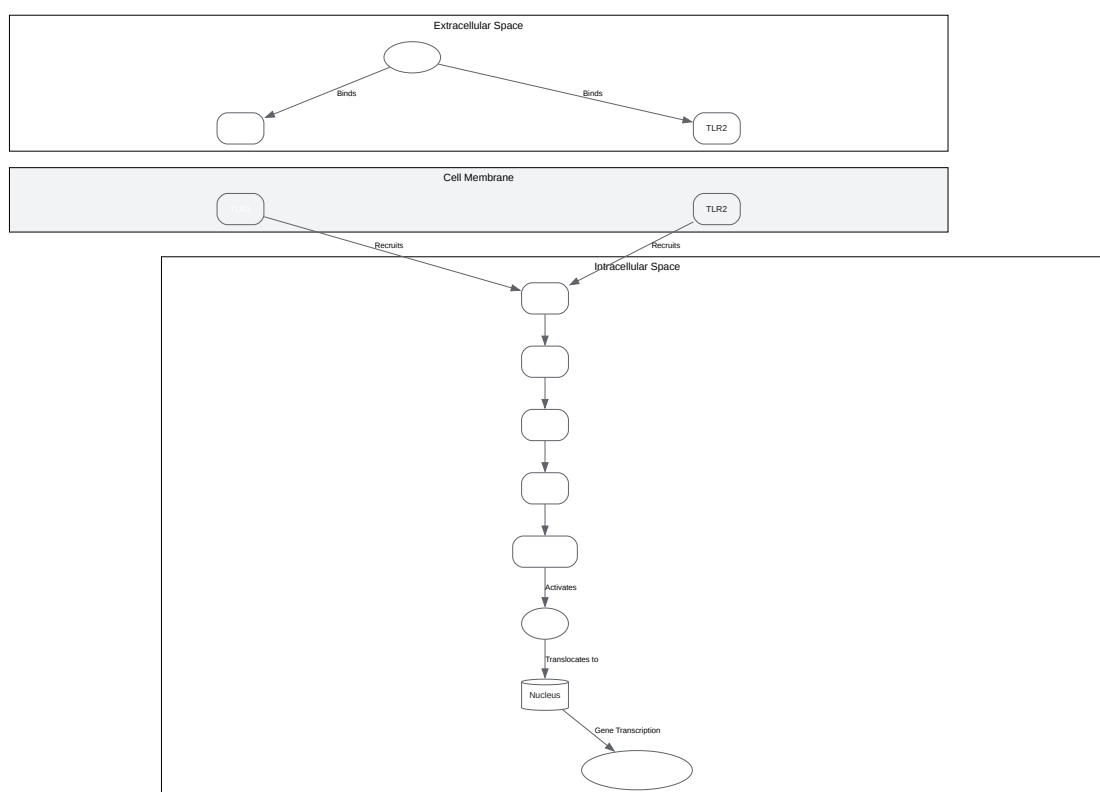 Extracellular Space
Binds
Binds
TLR2
Cell Membrane
TLR2
Recruits
Recruits
Intracellular Space
Activates
Translocates to
Nucleus
Gene Transcription